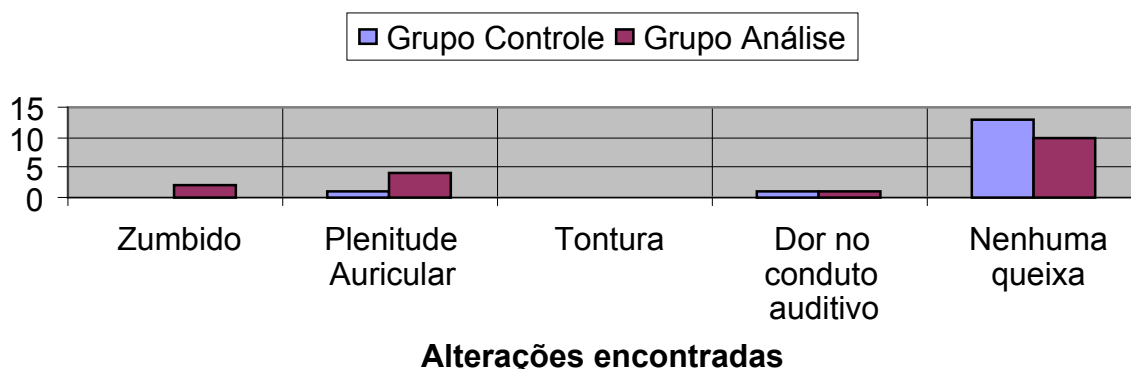 Grupo Controle Grupo Análise
15
10
5
0
Zumbido
Plenitude
Auricular
Tontura
Dor no
conduto
auditivo
Nenhuma
queixa
Alterações encontradas